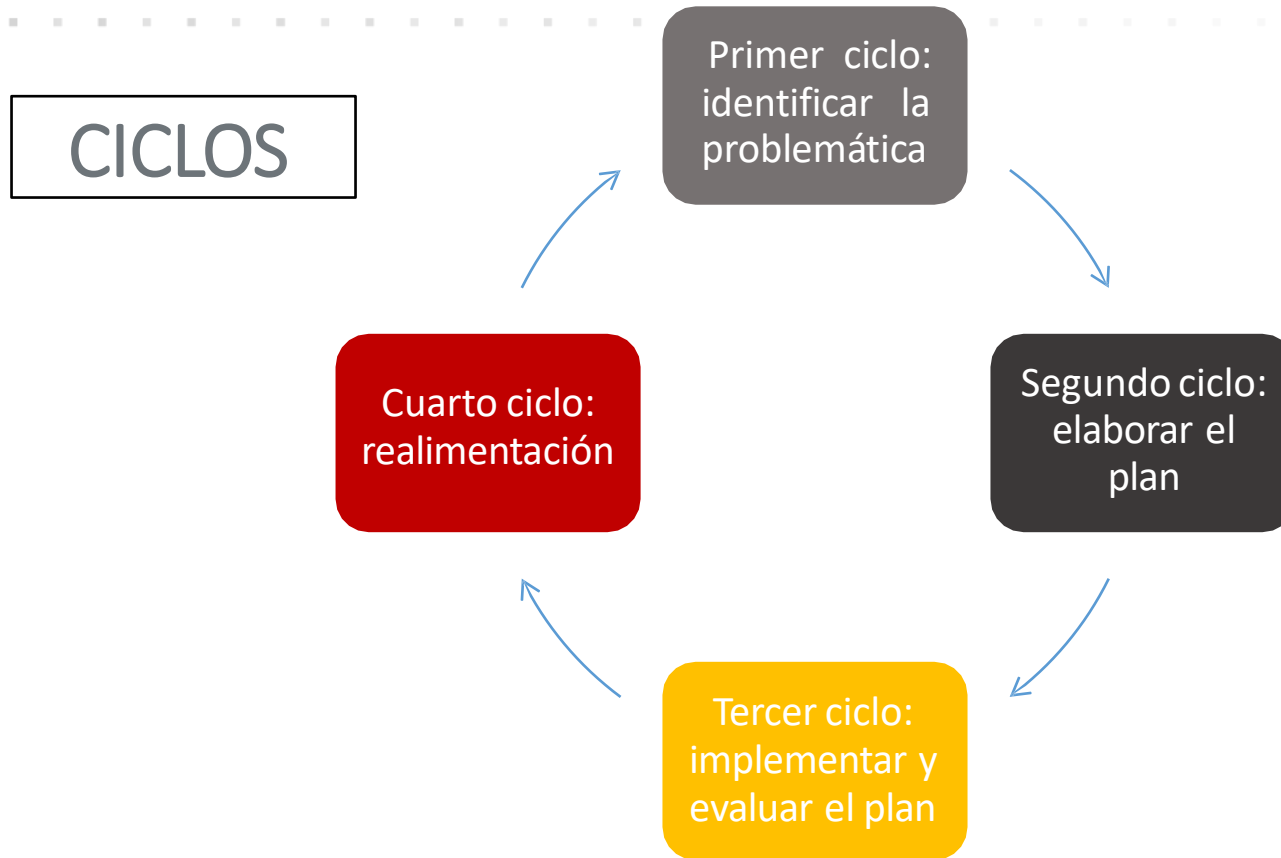 CICLOS
Primer ciclo:
identificar la
problemática
Segundo ciclo:
elaborar el
plan
Tercer ciclo:
implementar y
evaluar el plan
Cuarto ciclo:
realimentación